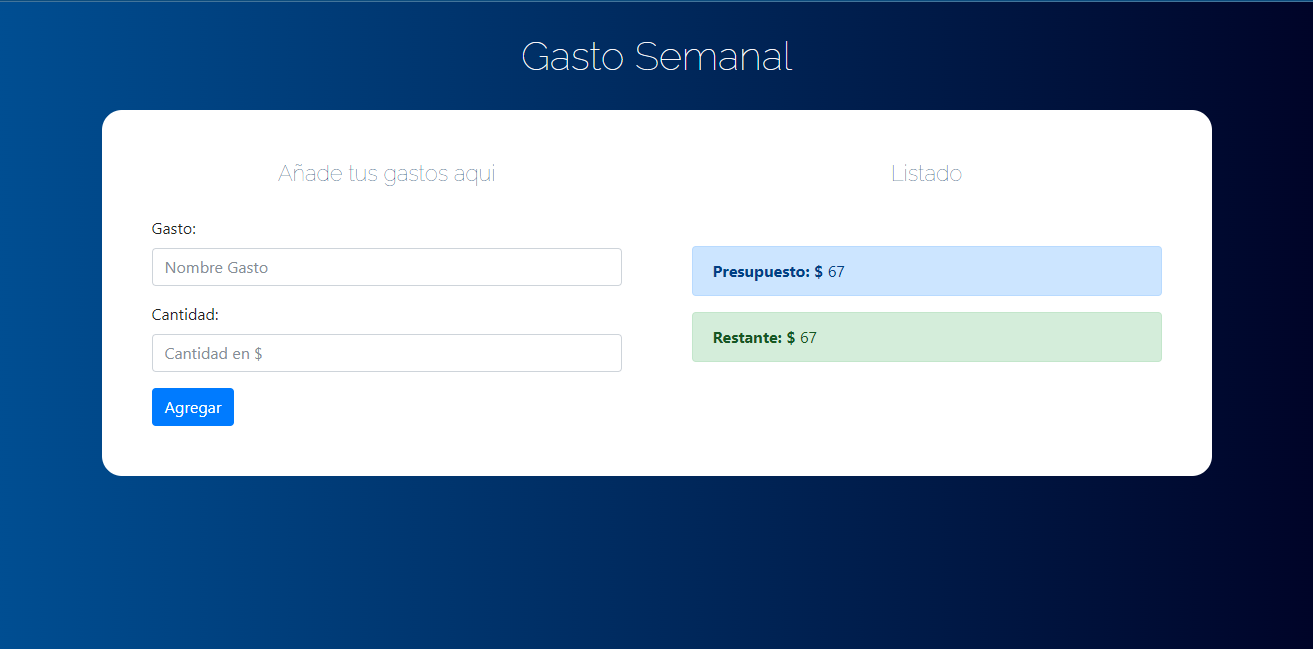 Gasto Semanal
Añade tus gastos aqui
Gasto:
Nombre Gasto
Cantidad:
Cantidad en $
Agregar
Listado
Presupuesto: $ 67
Restante: $ 67